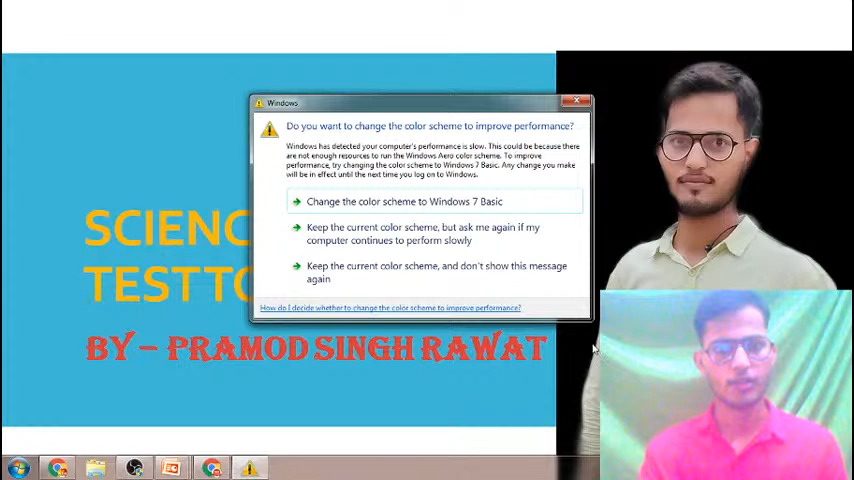 Windows
Do you want to change the color scheme to improve performance?
Windows has detected your computer's performance is slow. This could be because
there are not enough resources to run the Windows Aero color scheme. To improve
performance, try changing the color scheme to Windows 7 Basic. Any change you make
will be in effect until the next time you log on to Windows.
Change the color scheme to Windows 7 Basic
Keep the current color scheme, but ask me again if my
computer continues to perform slowly
Keep the current color scheme, and don't show this message
again
How do I decide whether to change the color scheme to improve performance?
SCIENC
TESTTO
BY – PRAMOD SINGH RAWAT